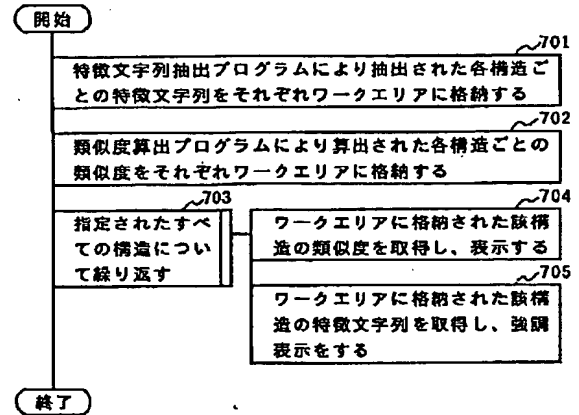 開始
701
特徴文字列抽出プログラムにより抽出された各構造ご
との特徴文字列をそれぞれワークエリアに格納する
702
類似度算出プログラムにより算出された各構造ごとの
類似度をそれぞれワークエリアに格納する
703
指定されたすべ
ての構造につい
て繰り返す
704
ワークエリアに格納された該構
造の類似度を取得し、表示する
705
ワークエリアに格納された該構
造の特徴文字列を取得し、強調
表示をする
終了